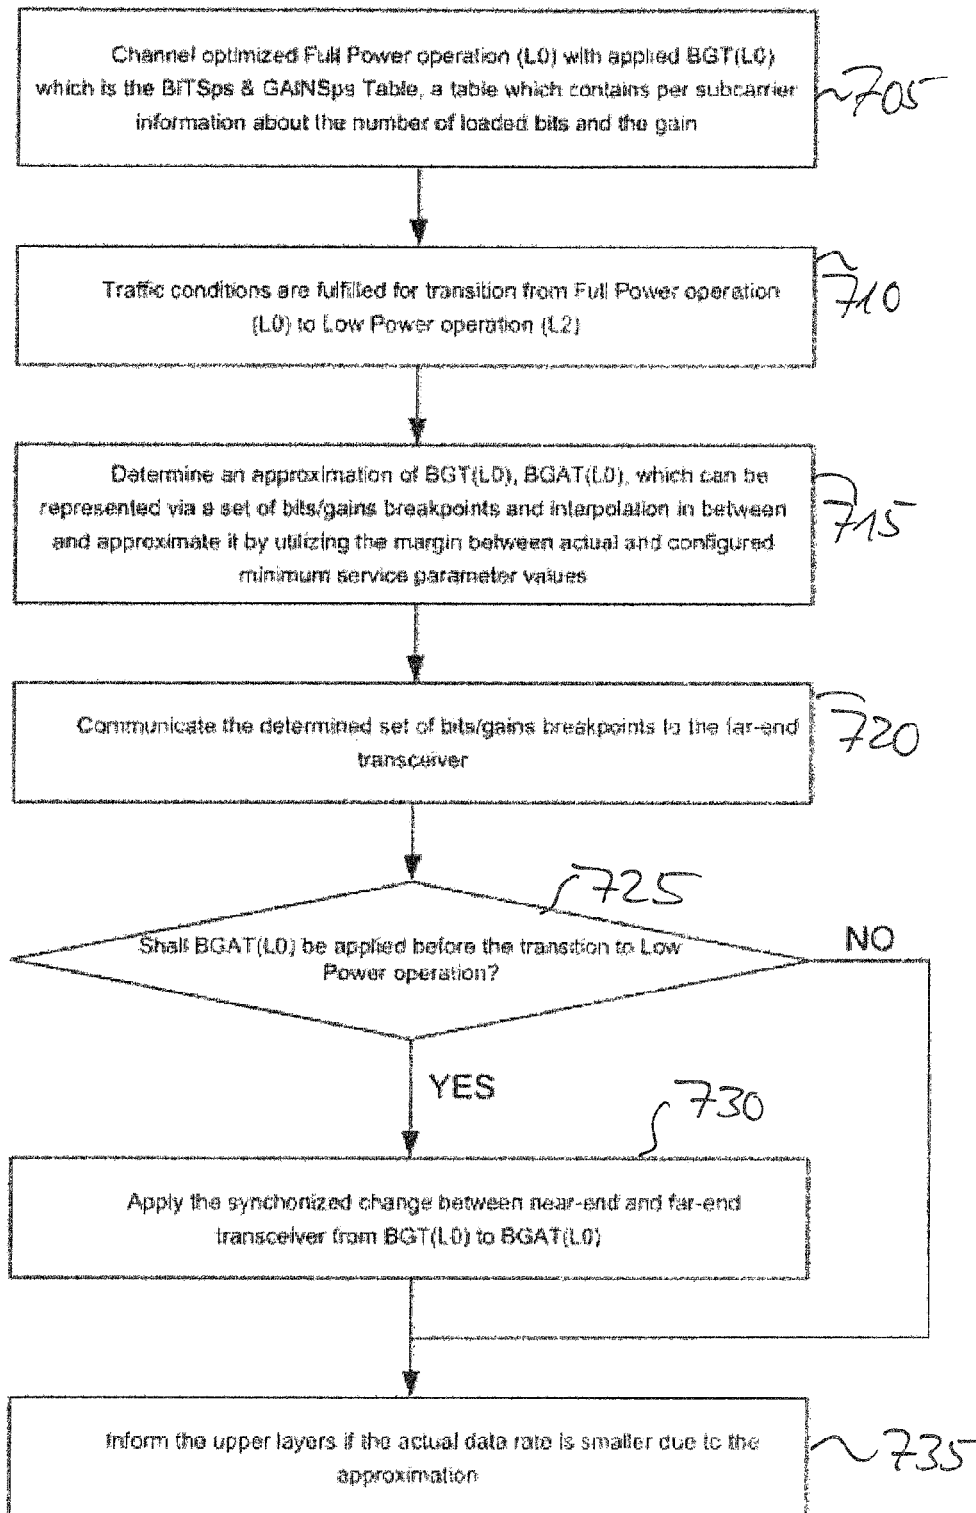 Channel optimized Full Power operation (L0) with applied BGT(L0)
which is the BITSps & GAINSps Table, a table which contains per subcarrier
information about the number of loaded bits and the gain
705
Traffic conditions are fulfilled for transition from Full Power operation
(L0) to Low Power operation (L2)
710
Determine an approximation of BGT(L0), BGAT(L0), which can be
represented via a set of bits/gains breakpoints and interpolation in between
and approximate it by utilizing the margin between actual and configured
minimum service parameter values
715
Communicate the determined set of bits/gains breakpoints to the far-end
transceiver
720
725
Shall BGAT(L0) be applied before the transition to Low
Power operation?
NO
YES
730
Apply the synchonized change between near-end and far-end
transceiver from BGT(L0) to BGAT(L0)
Inform the upper layers if the actual data rate is smaller due to the
approximation
735